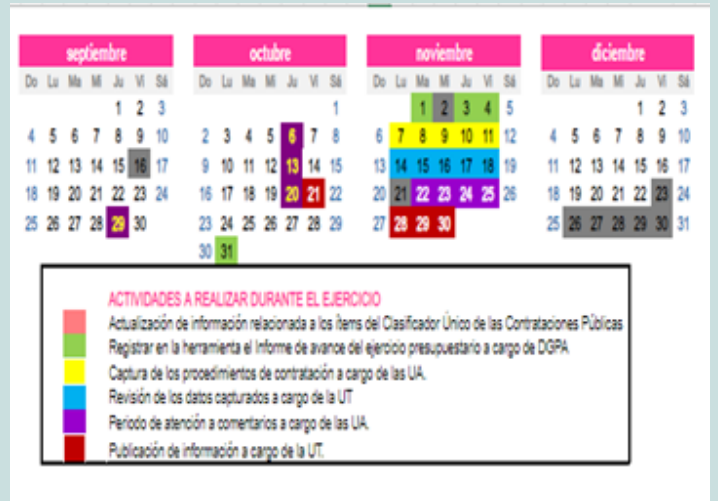 septiembre
Do Lu Ma Mi Ju Vi Sá
1 2 3
4 5 6 7 8 9 10
11 12 13 14 15 16 17
18 19 20 21 22 23 24
25 26 27 28 29 30
octubre
Do Lu Ma Mi Ju Vi Sá
1
2 3 4 5 6 7 8
9 10 11 12 13 14 15
16 17 18 19 20 21 22
23 24 25 26 27 28 29
30 31
noviembre
Do Lu Ma Mi Ju Vi Sá
1 2 3 4 5
6 7 8 9 10 11 12
13 14 15 16 17 18 19
20 21 22 23 24 25 26
27 28 29 30
diciembre
Do Lu Ma Mi Ju Vi Sá
1 2 3
4 5 6 7 8 9 10
11 12 13 14 15 16 17
18 19 20 21 22 23 24
25 26 27 28 29 30 31
ACTIVIDADES A REALIZAR DURANTE EL EJERCICIO
Actualización de información relacionada a los ítems del Clasificador Único de las Contrataciones Públicas
Registrar en la herramienta el Informe de avance del ejercicio presupuestario a cargo de DGPA
Captura de los procedimientos de contratación a cargo de las UA.
Revisión de los datos capturados a cargo de la UT
Periodo de atención a comentarios a cargo de las UA.
Publicación de información a cargo de la UT.